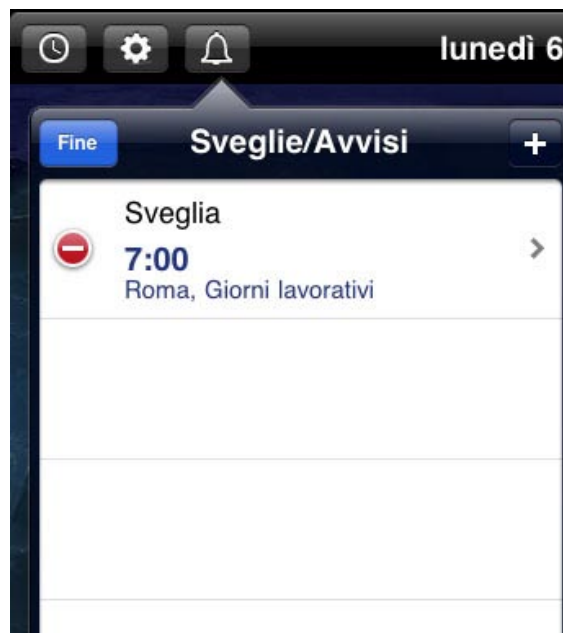 lunedì 6
Fine
Sveglie/Avvisi
+
Sveglia
7:00
Roma, Giorni lavorativi